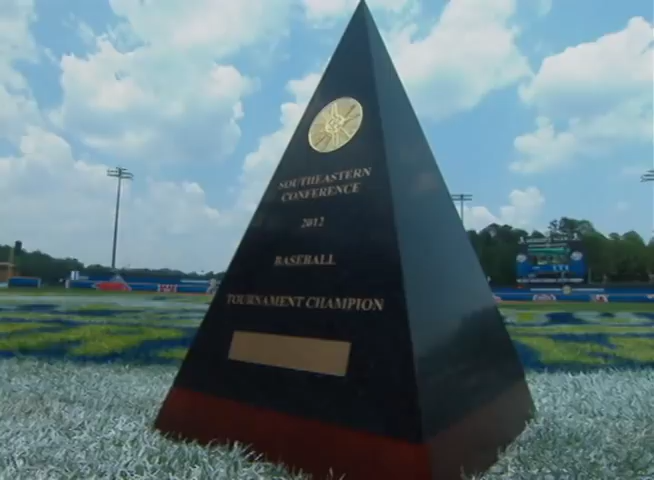 SOUTHEASTERN
CONFERENCE
2012
BASEBALL
TOURNAMENT CHAMPION